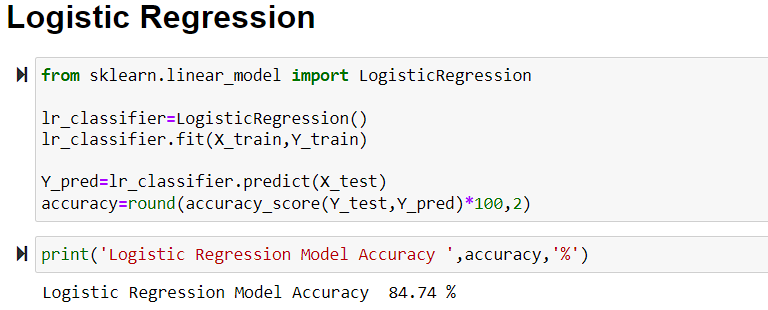 Logistic Regression
from sklearn.linear_model import LogisticRegression
lr_classifier=LogisticRegression()
lr_classifier.fit(X_train,Y_train)
Y_pred=lr_classifier.predict(X_test)
accuracy=round(accuracy_score(Y_test,Y_pred)*100,2)
print('Logistic Regression Model Accuracy ',accuracy,'%')
Logistic Regression Model Accuracy  84.74 %